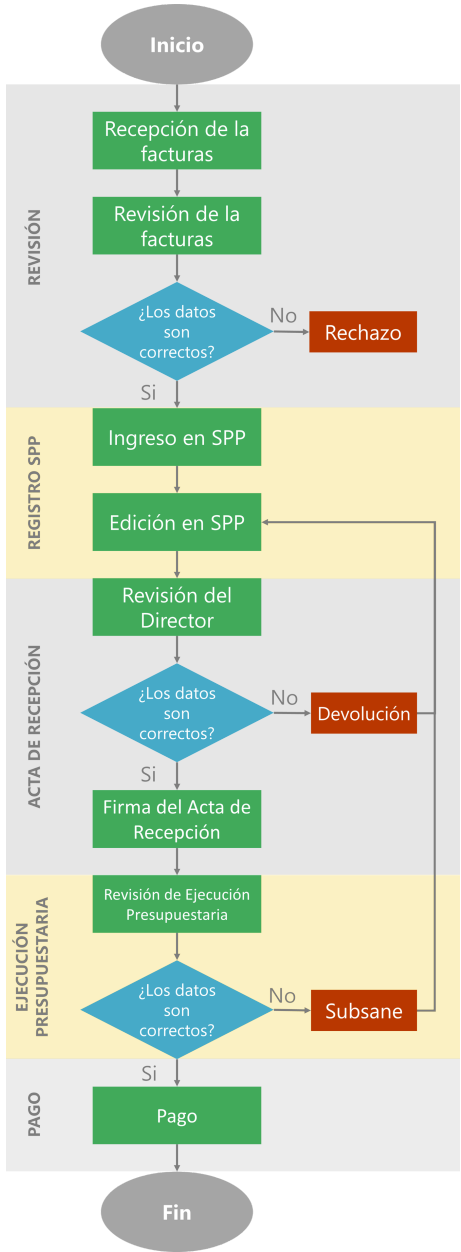 Inicio
REVISIÓN
Recepción de la
facturas
Revisión de la
facturas
¿Los datos
son
correctos?
No
Rechazo
Si
REGISTRO SPP
Ingreso en SPP
Edición en SPP
ACTA DE RECEPCIÓN
Revisión del
Director
¿Los datos
son
correctos?
No
Devolución
Si
Firma del Acta de
Recepción
EJECUCIÓN
PRESUPUESTARIA
Revisión de Ejecución
Presupuestaria
¿Los datos
son
correctos?
No
Subsane
Si
PAGO
Pago
Fin